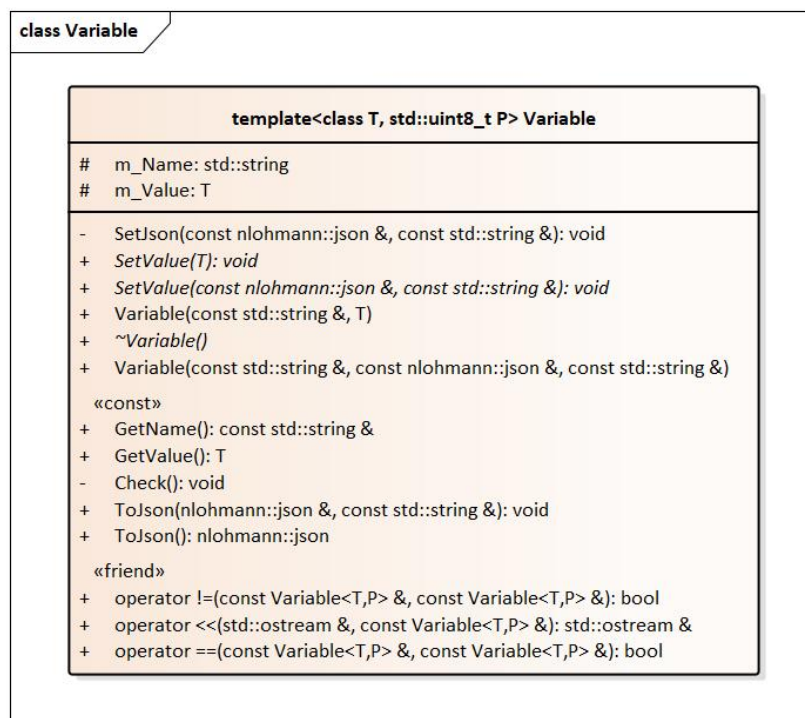 class Variable
template<class T, std::uint8_t P> Variable
# m_Name: std::string
# m_Value: T
- SetJson(const nlohmann::json &, const std::string &): void
+ SetValue(T): void
+ SetValue(const nlohmann::json &, const std::string &): void
+ Variable(const std::string &, T)
+ ~Variable()
+ Variable(const std::string &, const nlohmann::json &, const std::string &)
«const»
+ GetName(): const std::string &
+ GetValue(): T
- Check(): void
+ ToJson(nlohmann::json &, const std::string &): void
+ ToJson(): nlohmann::json
«friend»
+ operator !=(const Variable<T,P> &, const Variable<T,P> &): bool
+ operator <<(std::ostream &, const Variable<T,P> &): std::ostream &
+ operator ==(const Variable<T,P> &, const Variable<T,P> &): bool